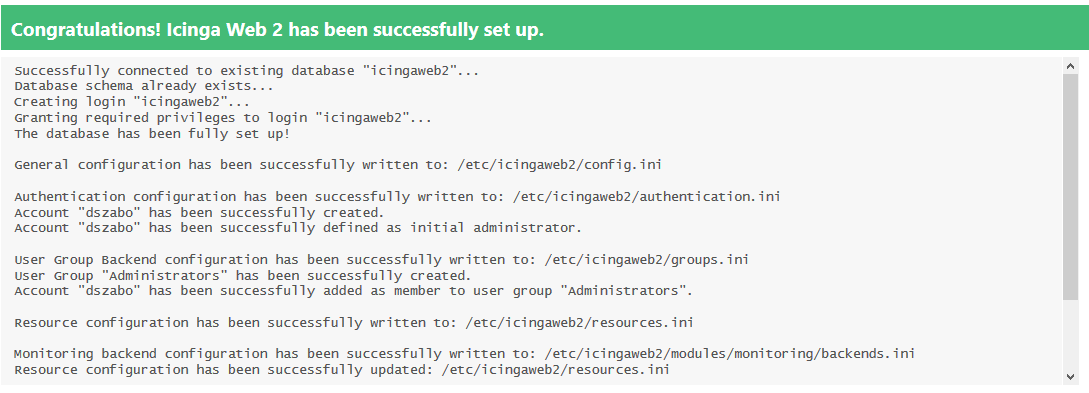 Congratulations! Icinga Web 2 has been successfully set up.
Successfully connected to existing database "icingaweb2"...
Database schema already exists...
Creating login "icingaweb2"...
Granting required privileges to login "icingaweb2"...
The database has been fully set up!
General configuration has been successfully written to: /etc/icingaweb2/config.ini
Authentication configuration has been successfully written to: /etc/icingaweb2/authentication.ini
Account "dszabo" has been successfully created.
Account "dszabo" has been successfully defined as initial administrator.
User Group Backend configuration has been successfully written to: /etc/icingaweb2/groups.ini
User Group "Administrators" has been successfully created.
Account "dszabo" has been successfully added as member to user group "Administrators".
Resource configuration has been successfully written to: /etc/icingaweb2/resources.ini
Monitoring backend configuration has been successfully written to: /etc/icingaweb2/modules/monitoring/backends.ini
Resource configuration has been successfully updated: /etc/icingaweb2/resources.ini